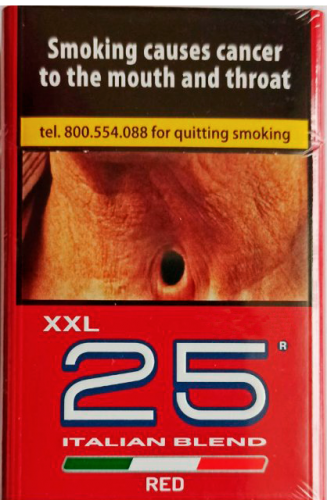 Smoking causes cancer
to the mouth and throat
tel. 800.554.088 for quitting smoking
XXL
25 R
ITALIAN BLEND
RED